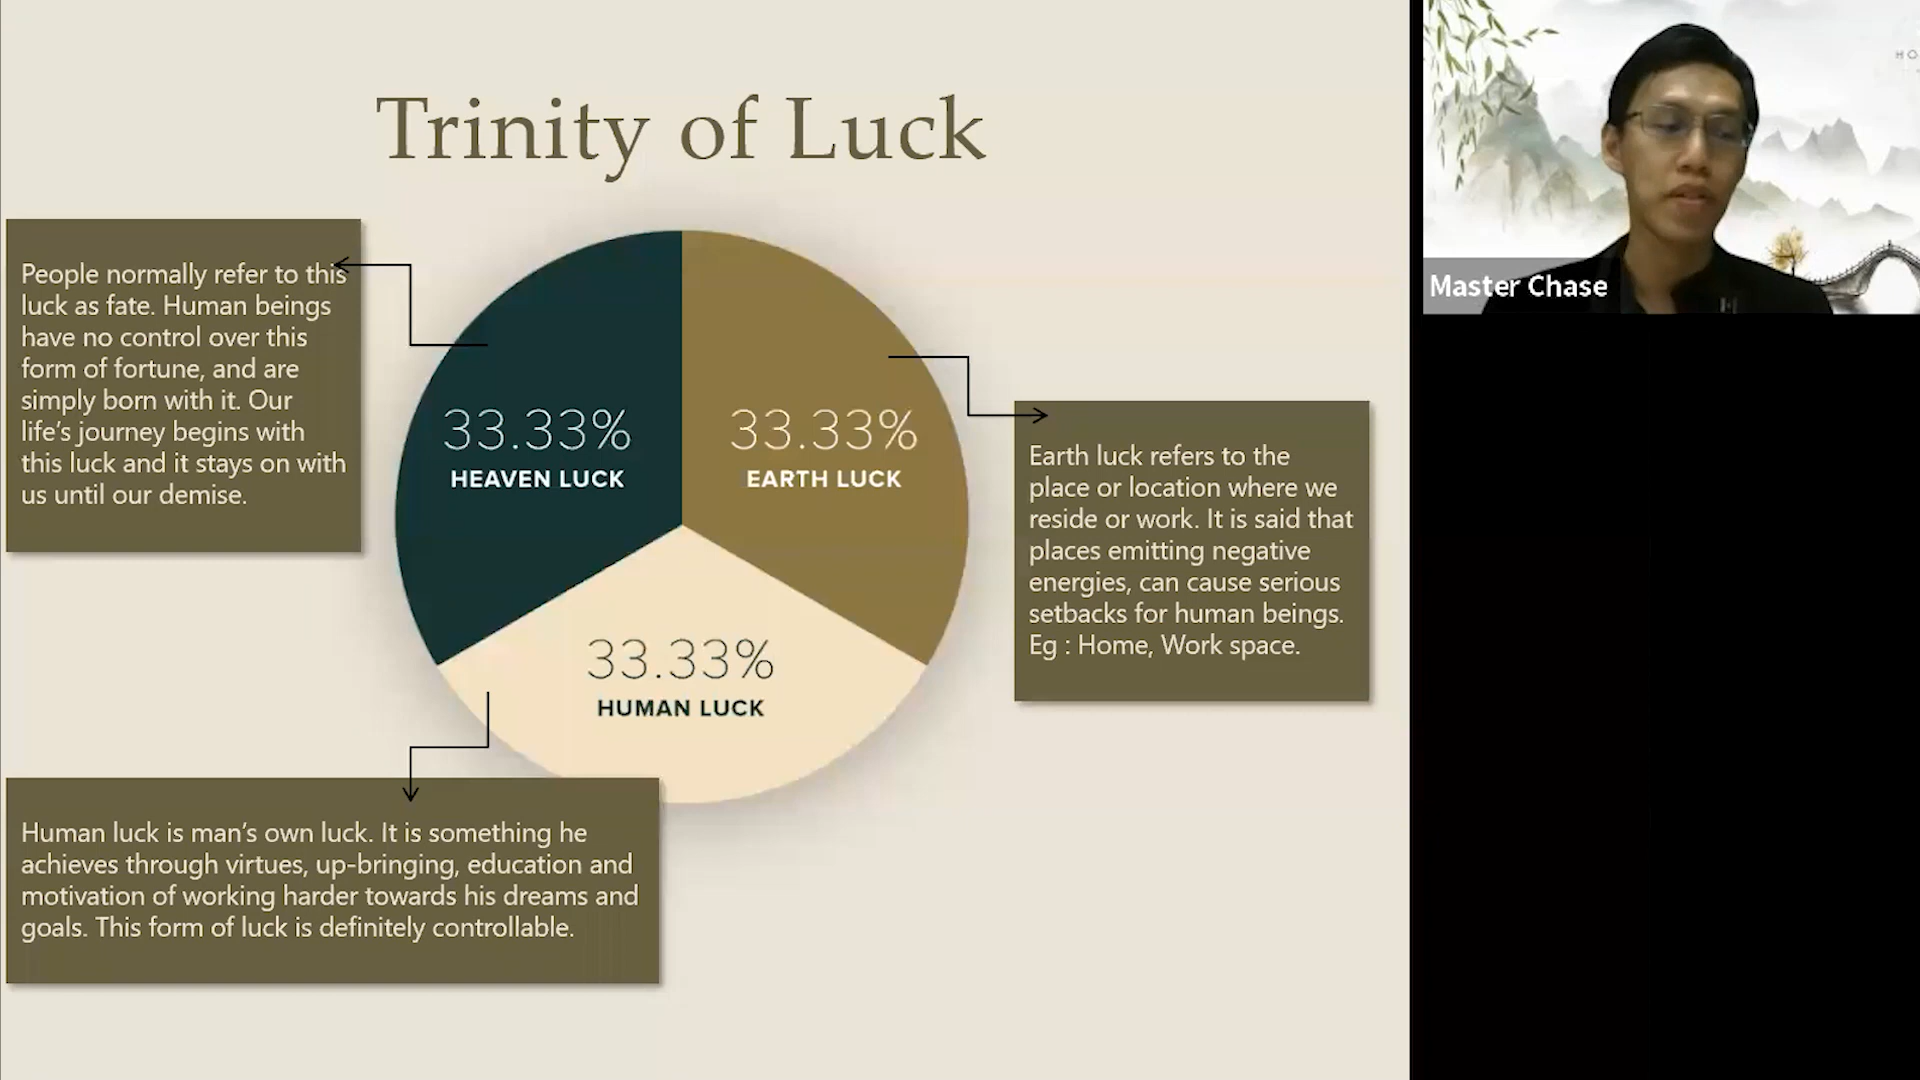 Trinity of Luck
People normally refer to this
luck as fate. Human beings
have no control over this
form of fortune, and are
simply born with it. Our
life’s journey begins with
this luck and it stays on with
us until our demise.
33.33%
HEAVEN LUCK
33.33%
EARTH LUCK
Earth luck refers to the
place or location where we
reside or work. It is said that
places emitting negative
energies, can cause serious
setbacks for human beings.
Eg : Home, Work space.
33.33%
HUMAN LUCK
Human luck is man’s own luck. It is something he
achieves through virtues, up-bringing, education and
motivation of working harder towards his dreams and
goals. This form of luck is definitely controllable.
Master Chase